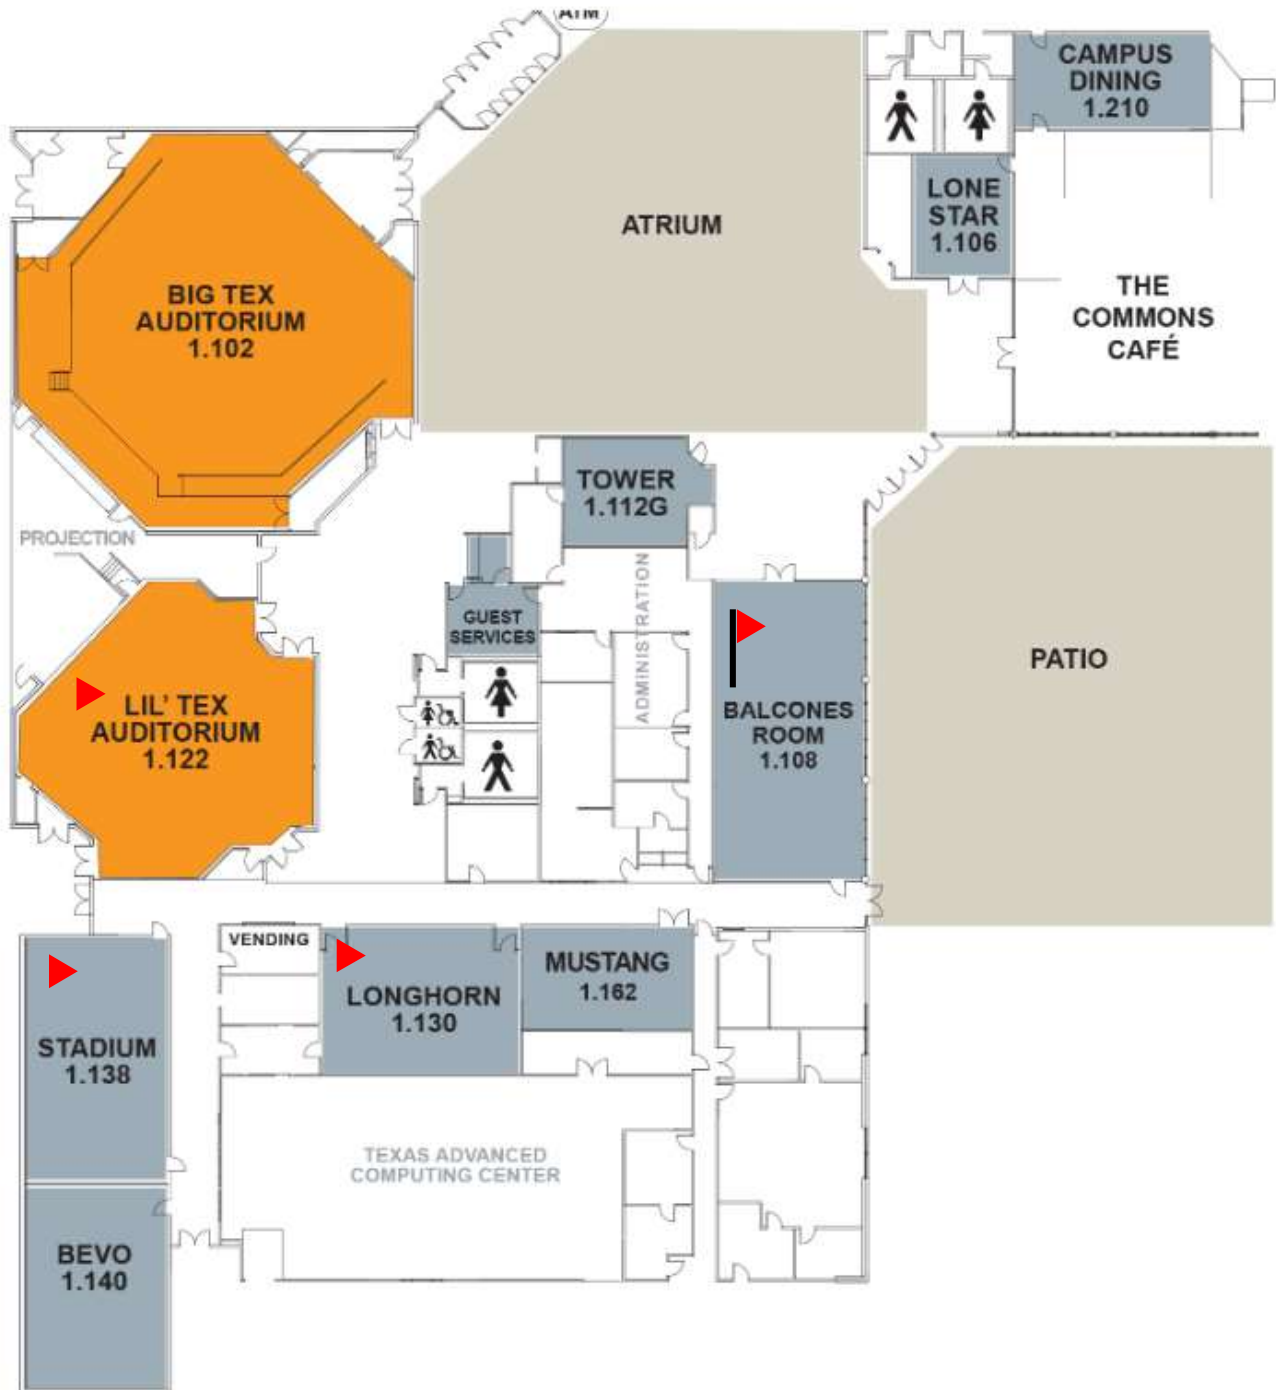 ATM
CAMPUS
DINING
1.210
LONE
STAR
1.106
ATRIUM
BIG TEX
AUDITORIUM
1.102
THE
COMMONS
CAFÉ
TOWER
1.112G
PROJECTION
ADMINISTRATION
GUEST
SERVICES
PATIO
LIL' TEX
AUDITORIUM
1.122
BALCONES
ROOM
1.108
VENDING
LONGHORN
1.130
MUSTANG
1.162
STADIUM
1.138
TEXAS ADVANCED
COMPUTING CENTER
BEVO
1.140